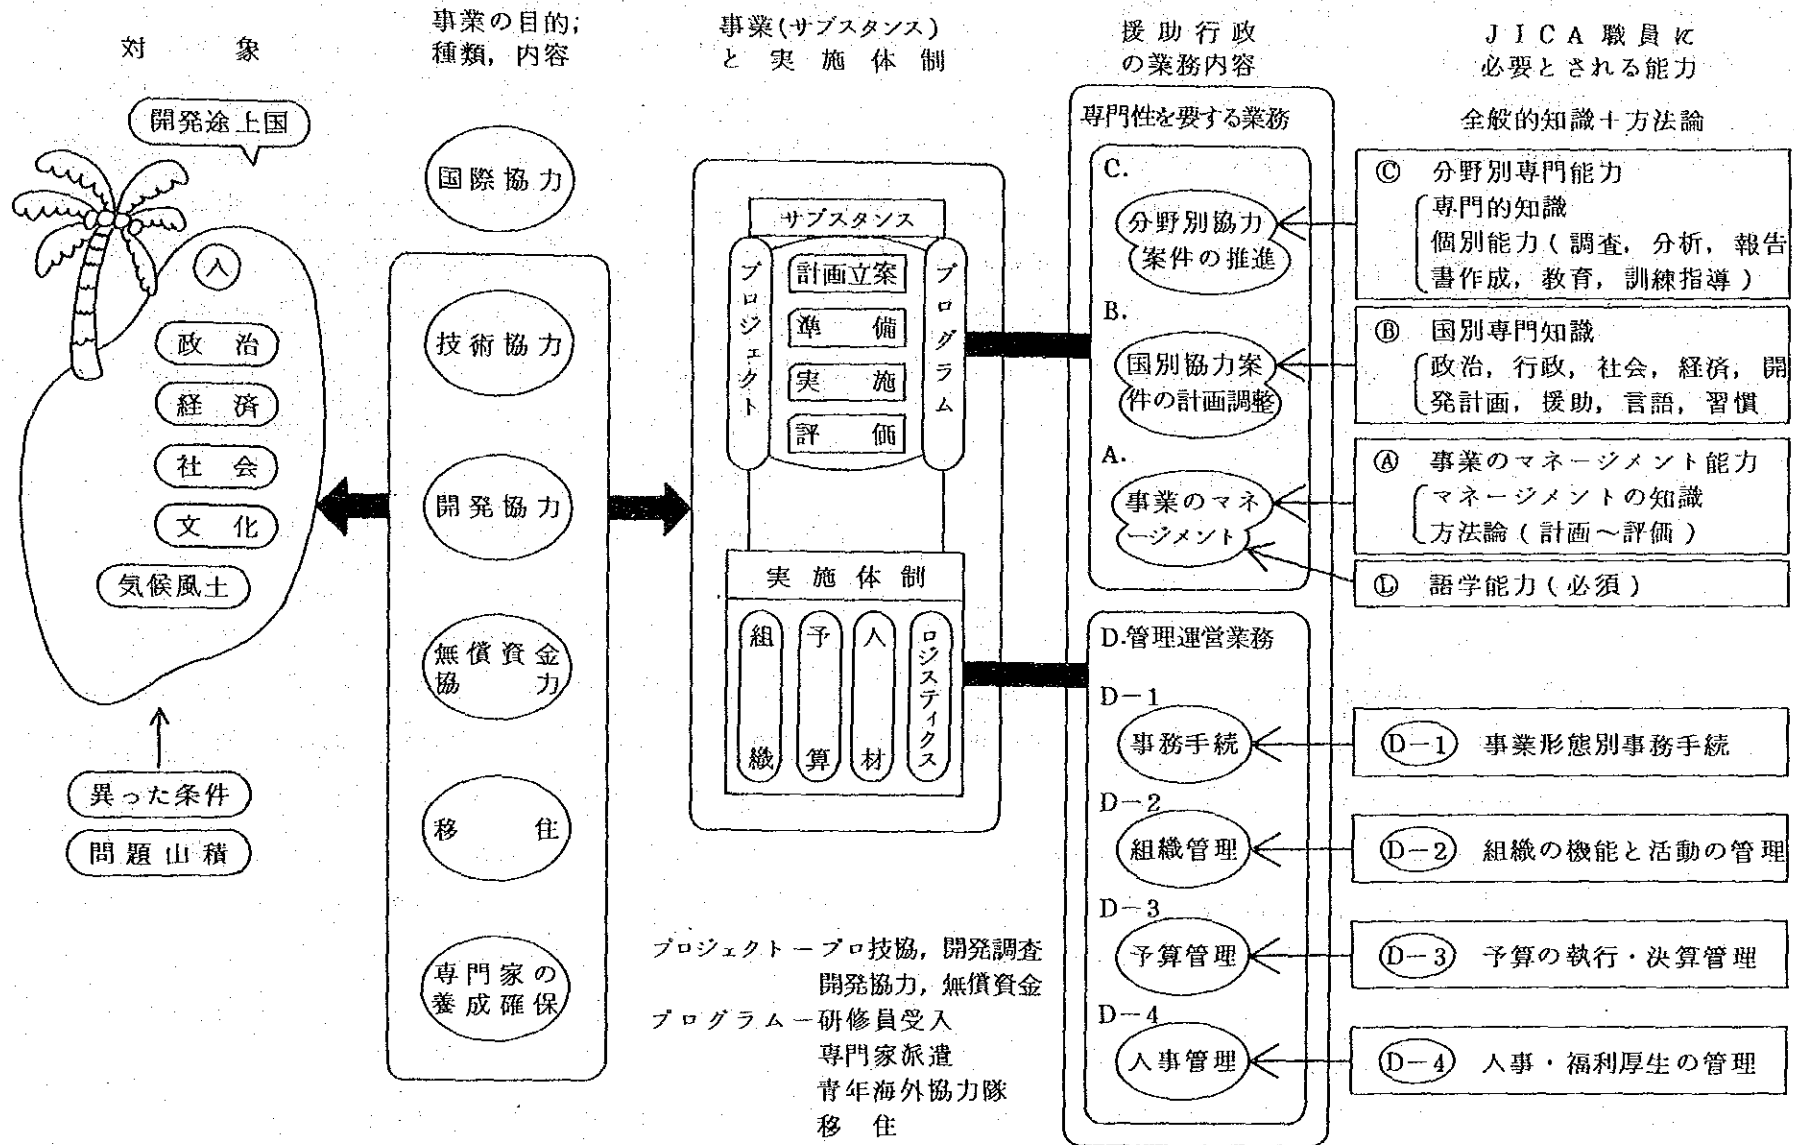 対象
開発途上国
人
政治
経済
社会
文化
気候風土
異った条件
問題山積
事業の目的;
種類, 内容
国際協力
技術協力
開発協力
無償資金
協力
移住
専門家の
養成確保
事業(サブスタンス)
と実施体制
サブスタンス
プロジェクト
計画立案
準備
実施
評価
プログラム
実施体制
組織
予算
人材
ロジスティクス
プロジェクトープロ技協, 開発調査
開発協力, 無償資金
プログラムー研修員受入
専門家派遣
青年海外協力隊
移住
援助行政
の業務内容
専門性を要する業務
C.
分野別協力
案件の推進
B.
国別協力案
件の計画調整
A.
事業のマネ
ージメント
D.管理運営業務
D-1
事務手続
D-2
組織管理
D-3
予算管理
D-4
人事管理
JICA職員に
必要とされる能力
全般的知識+方法論
Ⓒ 分野別専門能力
専門的知識
個別能力(調査, 分析, 報告
書作成, 教育, 訓練指導)
Ⓑ 国別専門知識
政治, 行政, 社会, 経済, 開
発計画, 援助, 言語, 習慣
Ⓐ 事業のマネージメント能力
マネージメントの知識
方法論(計画~評価)
Ⓛ 語学能力(必須)
D-1 事業形態別事務手続
D-2 組織の機能と活動の管理
D-3 予算の執行・決算管理
D-4 人事・福利厚生の管理